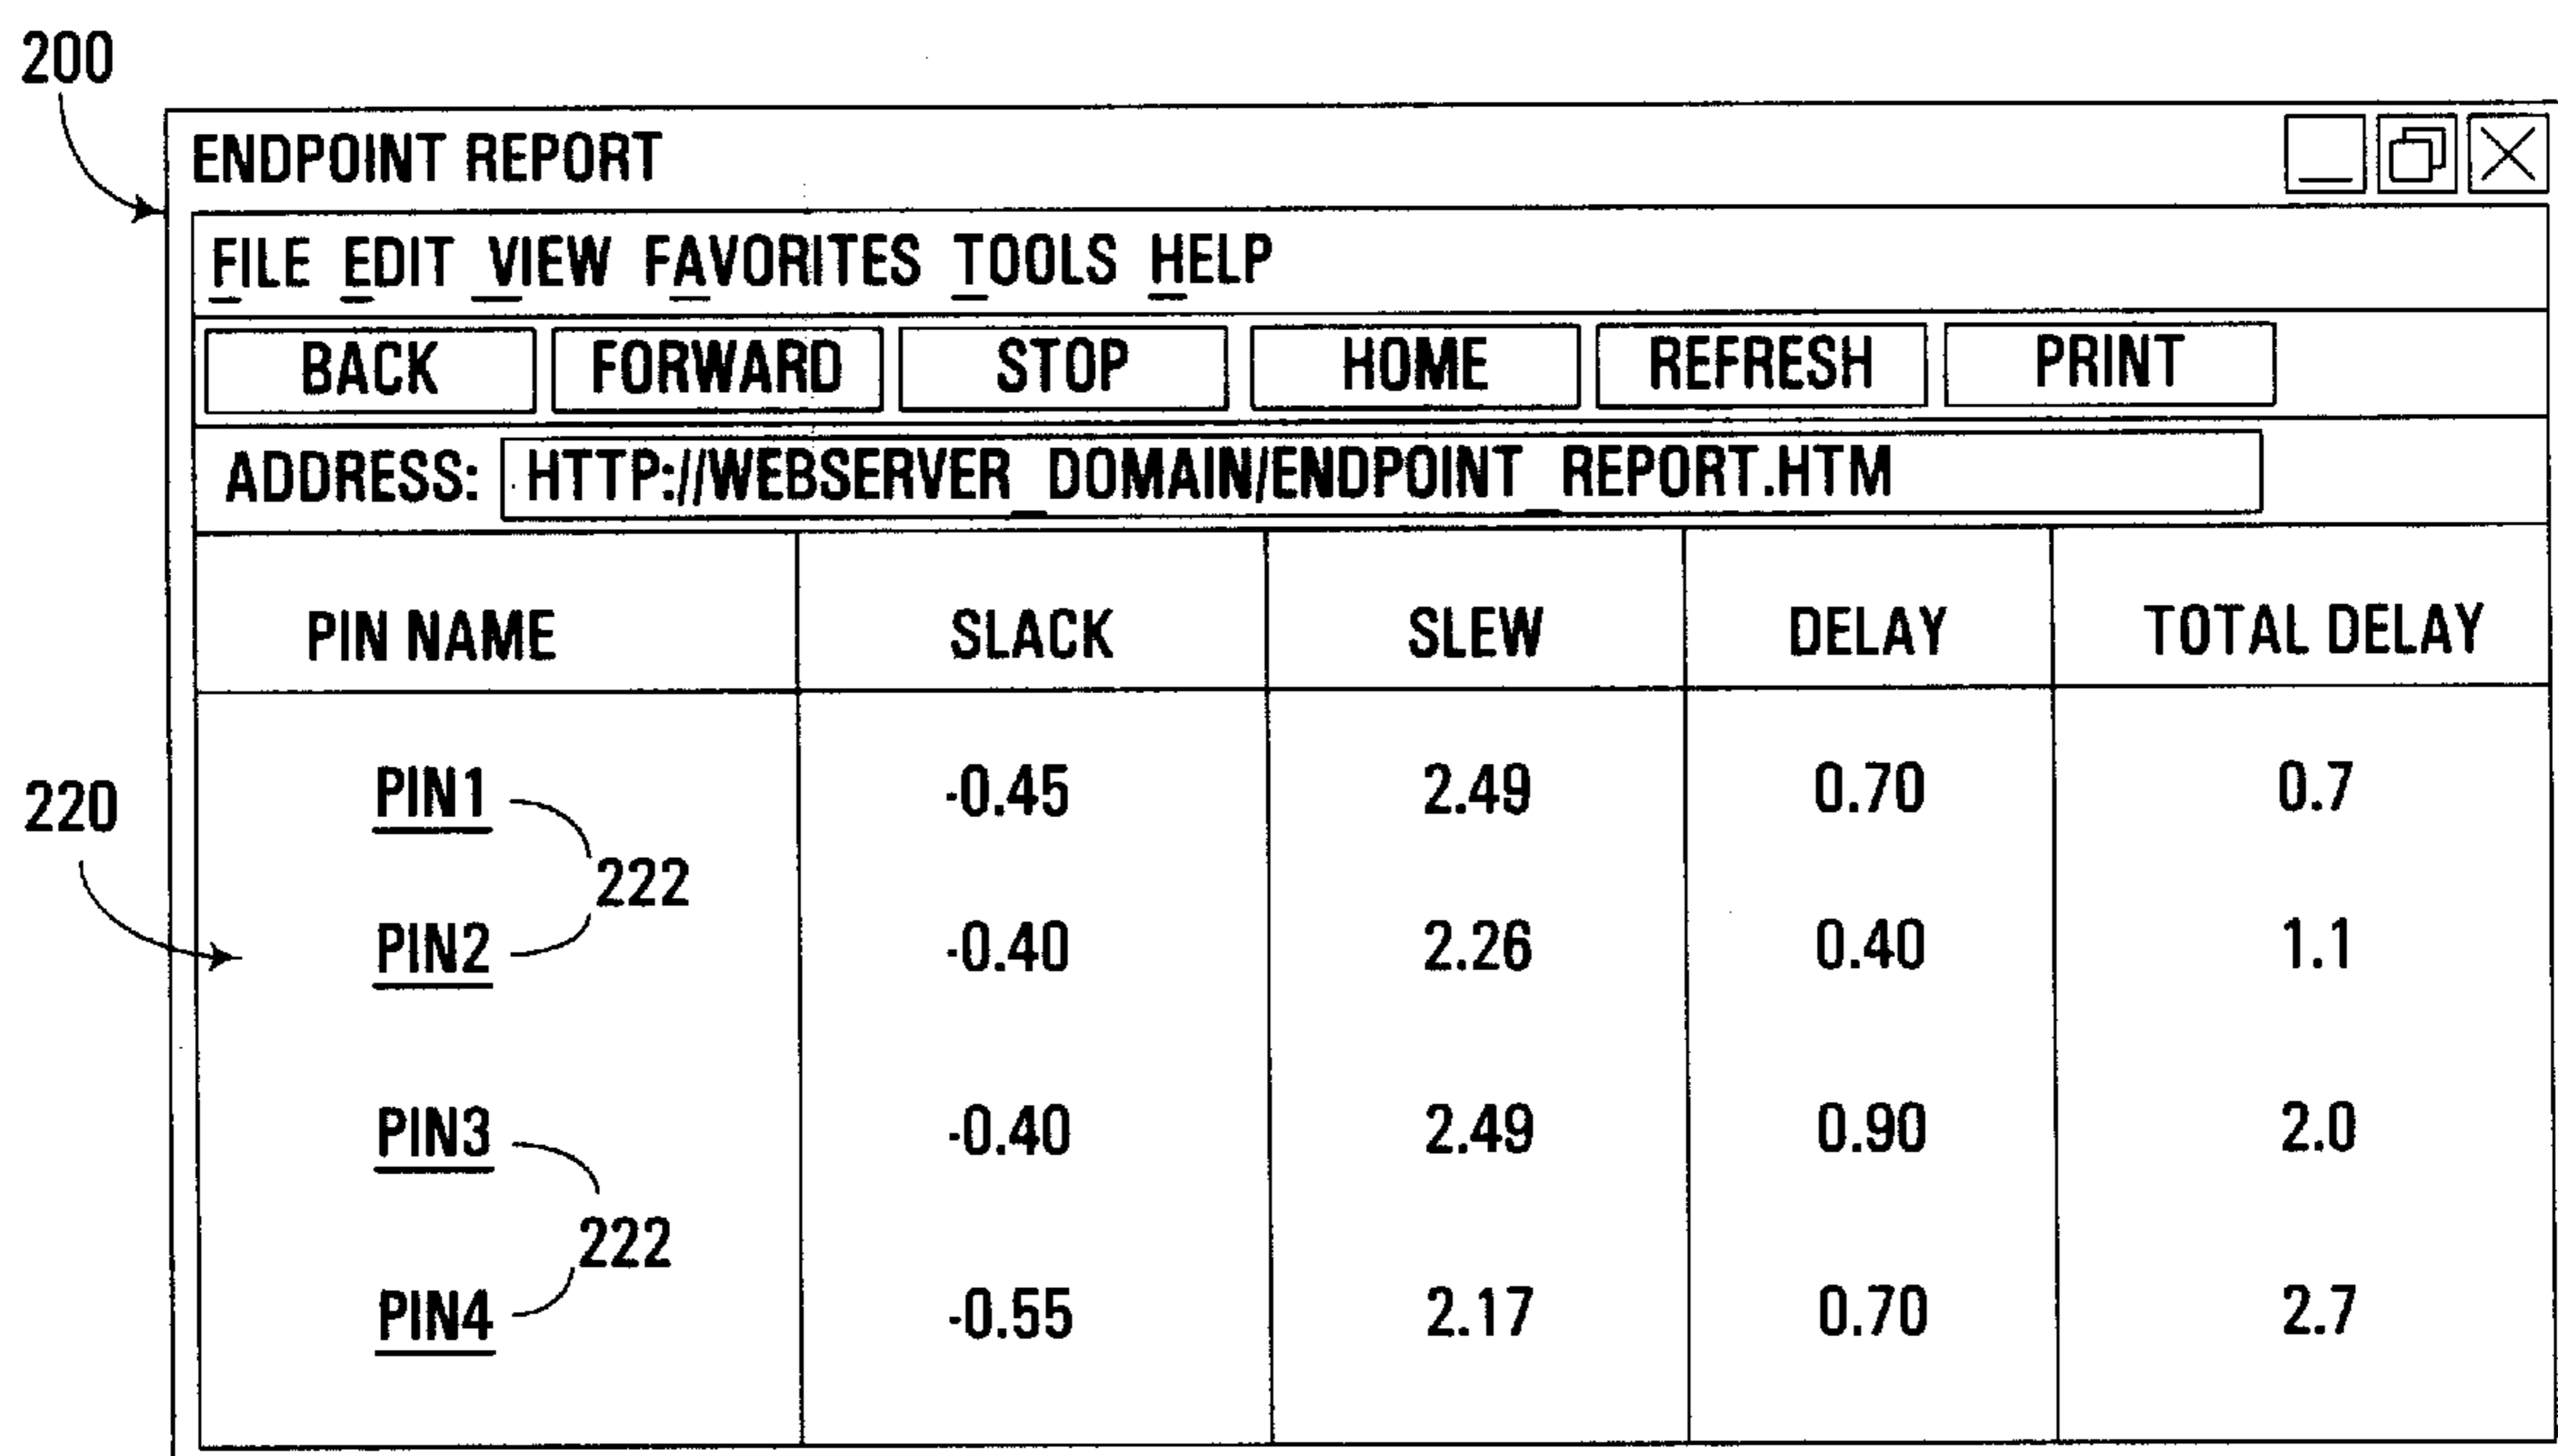 200
ENDPOINT REPORT
FILE EDIT VIEW FAVORITES TOOLS HELP
BACK FORWARD STOP HOME REFRESH PRINT
ADDRESS: HTTP://WEBSERVER_DOMAIN/ENDPOINT_REPORT.HTM
PIN NAME SLACK SLEW DELAY TOTAL DELAY
PIN1 -0.45 2.49 0.70 0.7
220
222
PIN2 -0.40 2.26 0.40 1.1
PIN3 -0.40 2.49 0.90 2.0
222
PIN4 -0.55 2.17 0.70 2.7